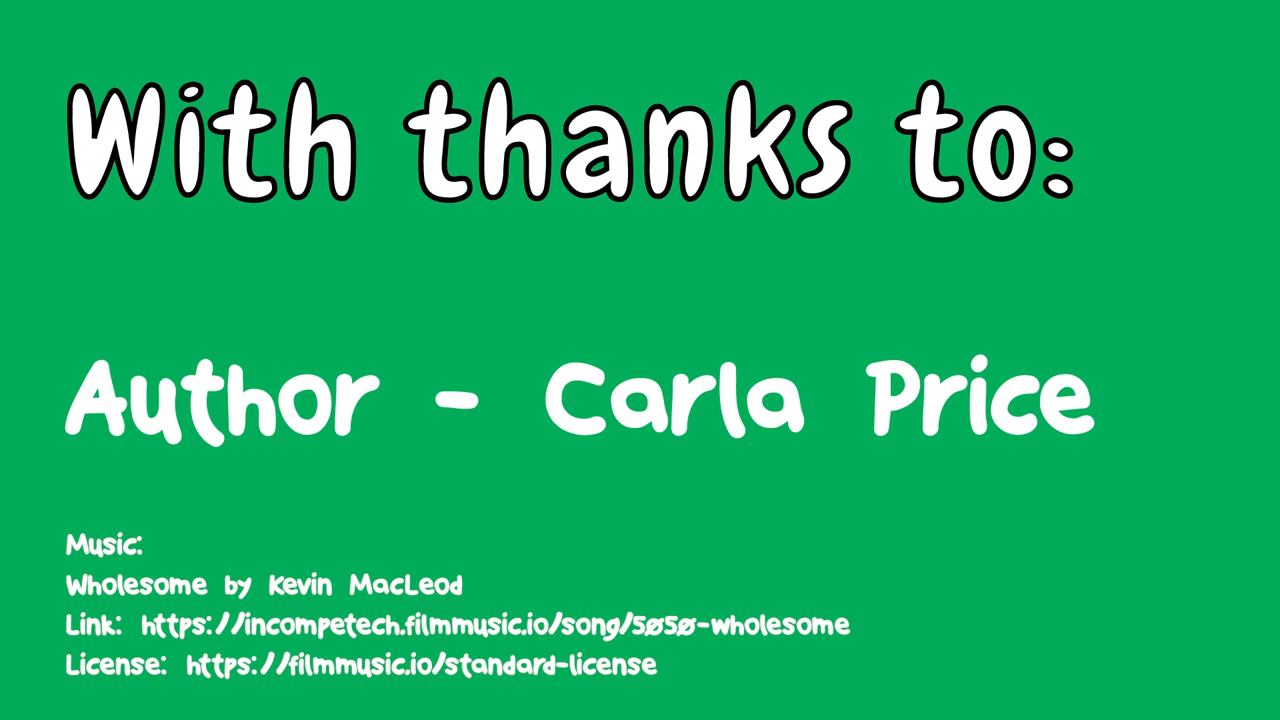 With thanks to:
Author - Carla Price
Music:
Wholesome by Kevin MacLeod
Link: https://incompetech.filmmusic.io/song/5050-wholesome
License: https://filmmusic.io/standard-license